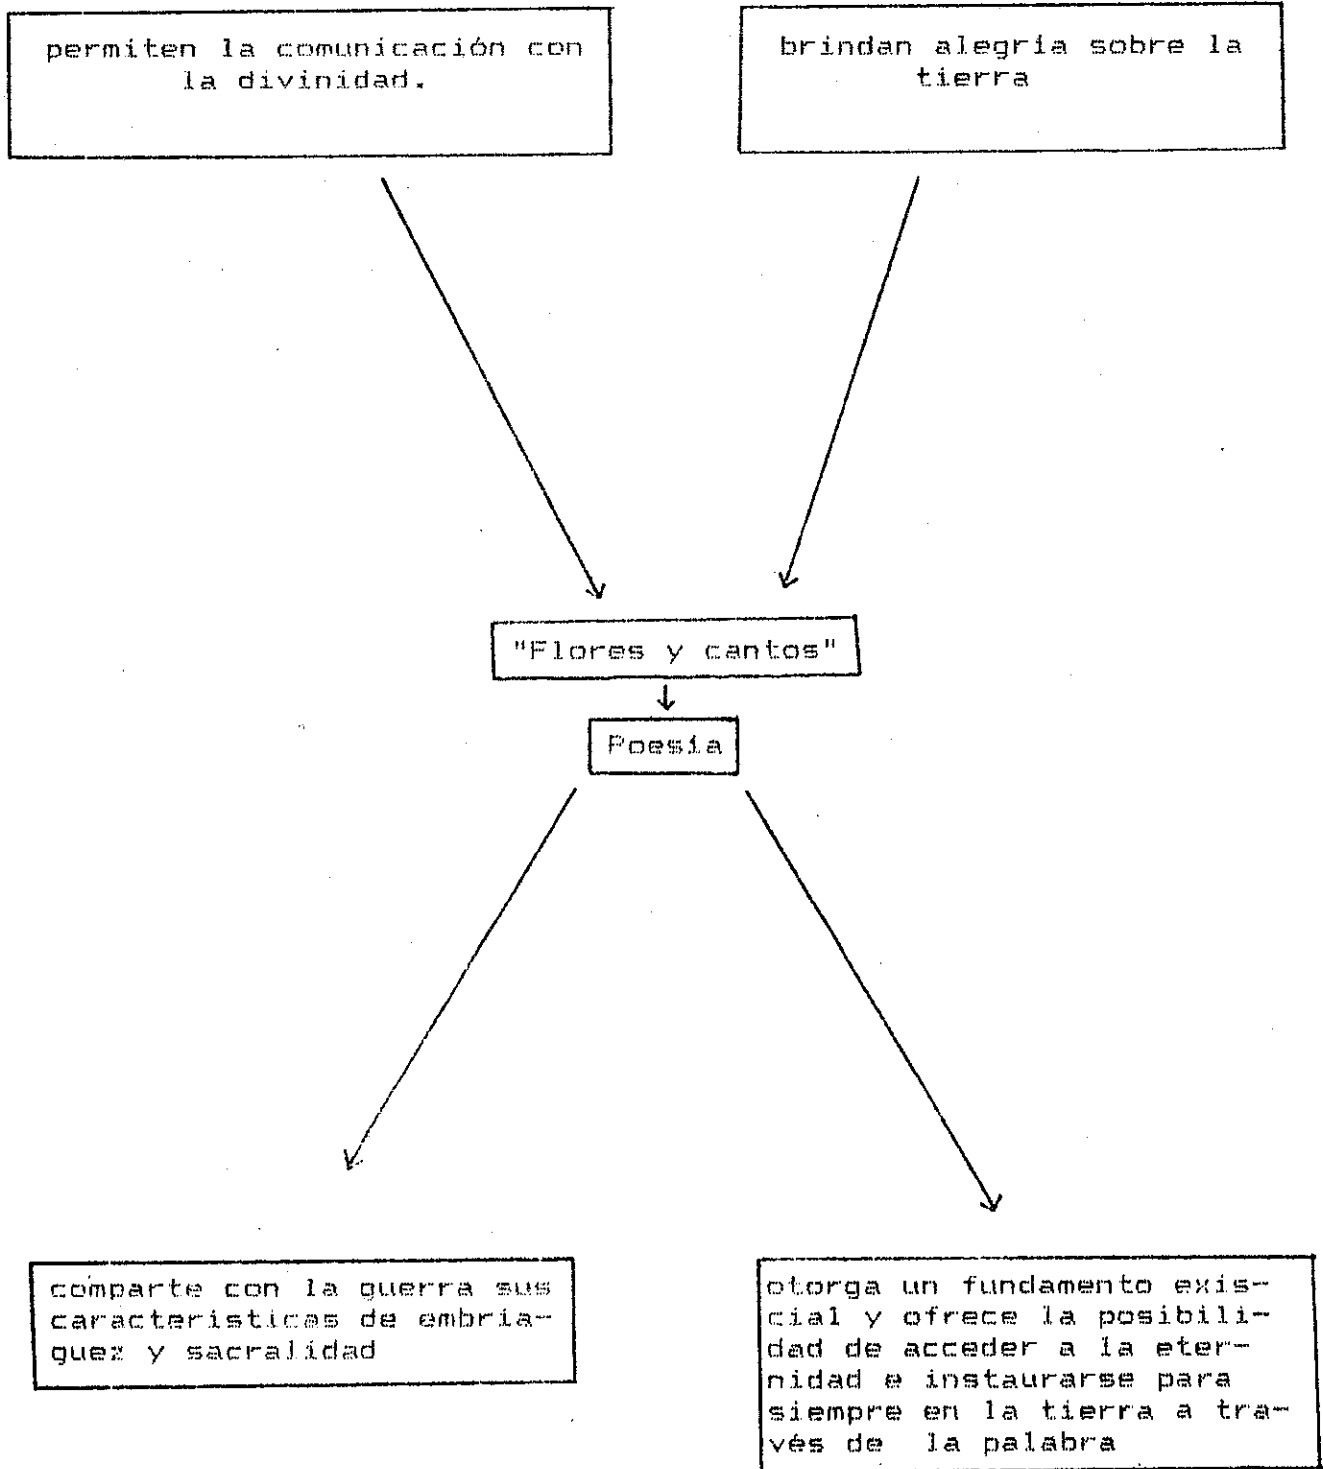 permiten la comunicación con
la divinidad.
brindan alegría sobre la
tierra
"Flores y cantos"
Poesía
comparte con la guerra sus
características de embria-
guez y sacralidad
otorga un fundamento exis-
cial y ofrece la posibili-
dad de acceder a la eter-
nidad e instaurarse para
siempre en la tierra a tra-
vés de la palabra